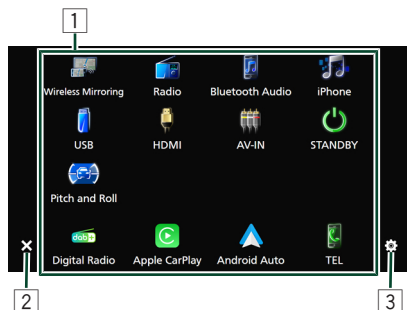 1
Wireless Mirroring Radio Bluetooth Audio iPhone
USB HDMI AV-IN STANDBY
Pitch and Roll
dab+
Digital Radio Apple CarPlay Android Auto TEL
2 3